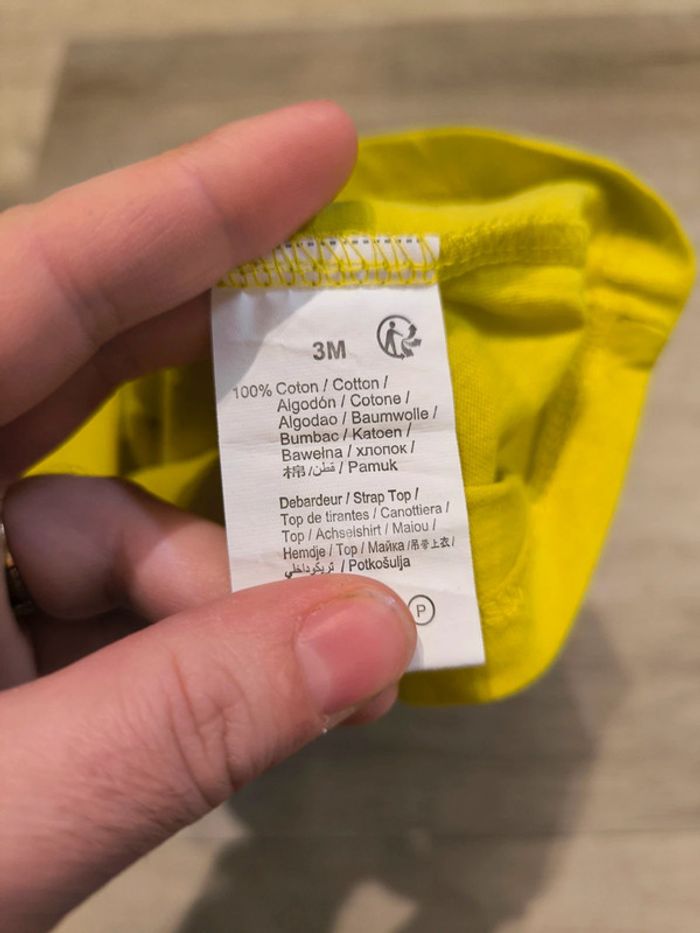 3M
100% Coton / Cotton /
Algodón / Cotone /
Algodao / Baumwolle /
Bumbac / Katoen /
Bawełna / хлопок /
棉 / قطن / Pamuk
Debardeur / Strap Top /
Top de tirantes / Canottiera /
Top / Achselshirt / Maiou /
Hemdje / Top / Майка /吊带上衣/
تريكوداخلي / Potkošulja
P